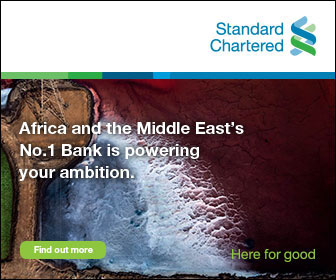 Standard
Chartered
Africa and the Middle East's
No.1 Bank is powering
your ambition.
Find out more
Here for good